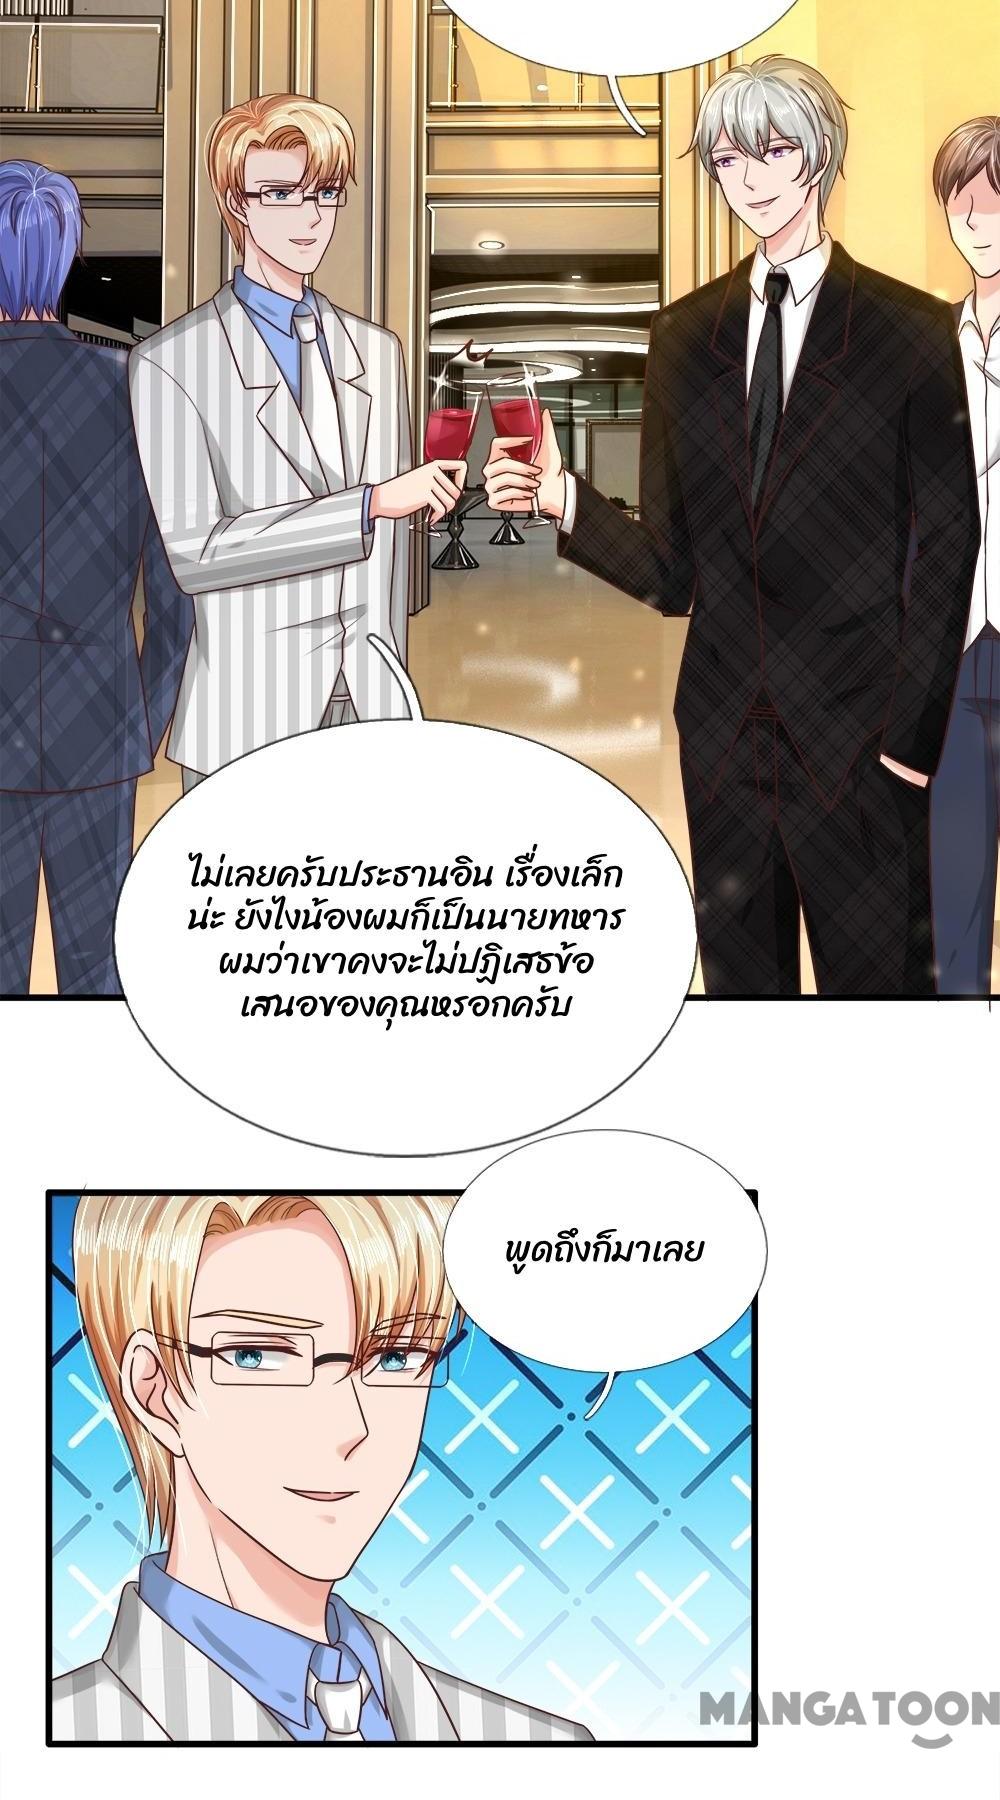 ไม่เลยครับประธานอิน เรื่องเล็ก
น่ะ ยังไงน้องผมก็เป็นนายทหาร
ผมว่าเขาคงจะไม่ปฏิเสธข้อ
เสนอของคุณหรอกครับ
พูดถึงก็มาเลย
MANGATOON